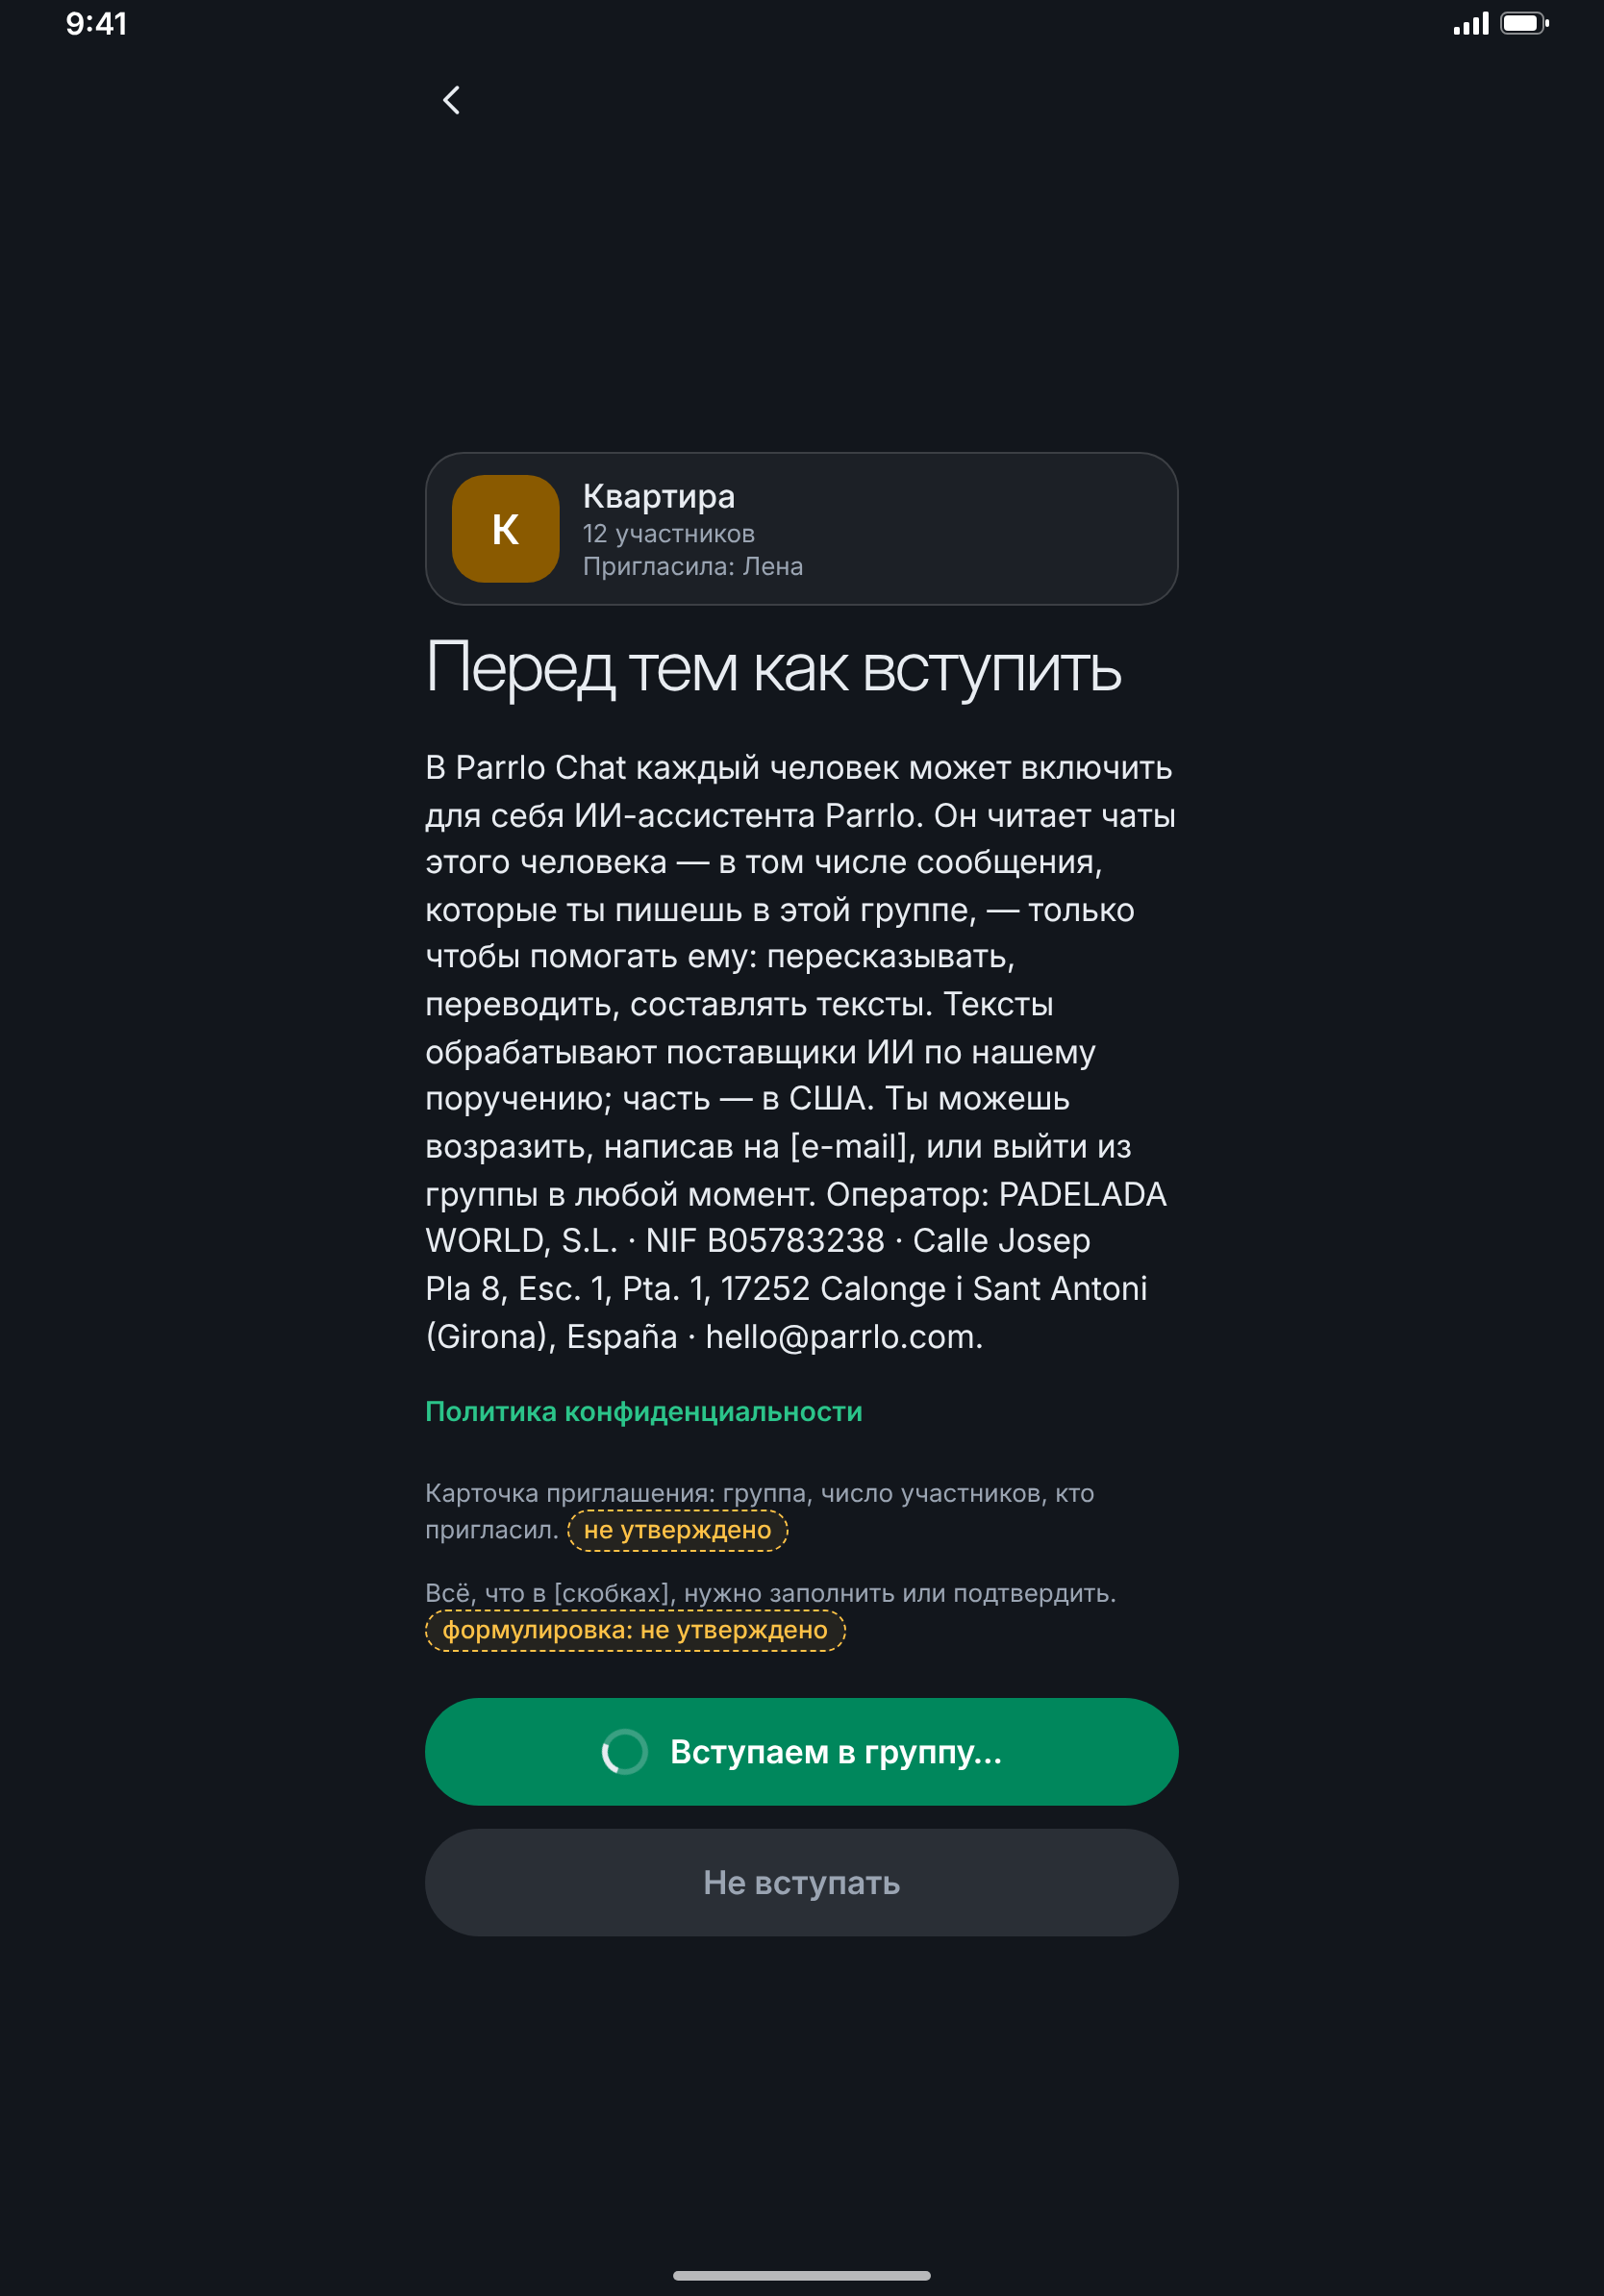 9:41
К
Квартира
12 участников
Пригласила: Лена
Перед тем как вступить
В Parrlo Chat каждый человек может включить
для себя ИИ-ассистента Parrlo. Он читает чаты
этого человека — в том числе сообщения,
которые ты пишешь в этой группе, — только
чтобы помогать ему: пересказывать,
переводить, составлять тексты. Тексты
обрабатывают поставщики ИИ по нашему
поручению; часть — в США. Ты можешь
возразить, написав на [e-mail], или выйти из
группы в любой момент. Оператор: PADELADA
WORLD, S.L. · NIF B05783238 · Calle Josep
Pla 8, Esc. 1, Pta. 1, 17252 Calonge i Sant Antoni
(Girona), España · hello@parrlo.com.
Политика конфиденциальности
Карточка приглашения: группа, число участников, кто
пригласил. не утверждено
Всё, что в [скобках], нужно заполнить или подтвердить.
формулировка: не утверждено
Вступаем в группу…
Не вступать